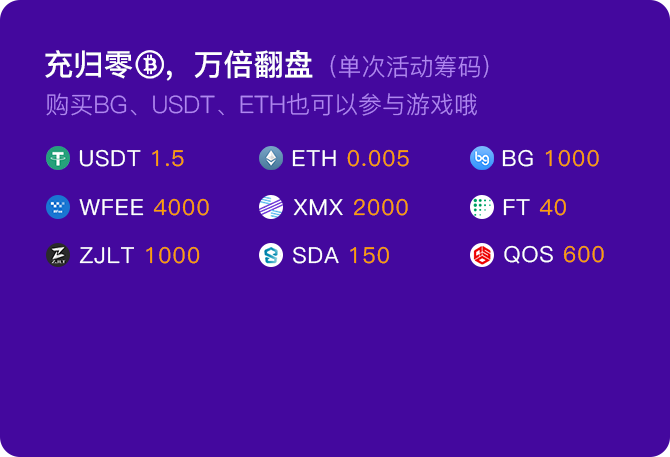 充归零₿，万倍翻盘（单次活动筹码）
购买BG、USDT、ETH也可以参与游戏哦
USDT 1.5 ETH 0.005 bg BG 1000
WFEE 4000 XMX 2000 FT 40
ZJLT ZJLT 1000 SDA 150 QOS 600